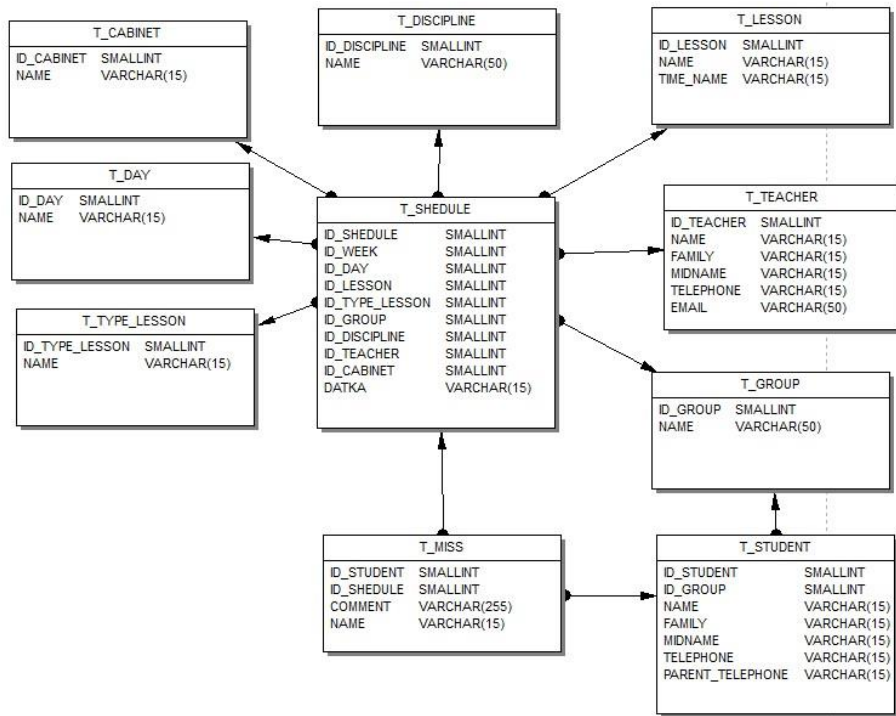 T_CABINET
ID_CABINET SMALLINT
NAME VARCHAR(15)
T_DISCIPLINE
ID_DISCIPLINE SMALLINT
NAME VARCHAR(50)
T_LESSON
ID_LESSON SMALLINT
NAME VARCHAR(15)
TIME_NAME VARCHAR(15)
T_DAY
ID_DAY SMALLINT
NAME VARCHAR(15)
T_SHEDULE
ID_SHEDULE SMALLINT
ID_WEEK SMALLINT
ID_DAY SMALLINT
ID_LESSON SMALLINT
ID_TYPE_LESSON SMALLINT
ID_GROUP SMALLINT
ID_DISCIPLINE SMALLINT
ID_TEACHER SMALLINT
ID_CABINET SMALLINT
DATKA VARCHAR(15)
T_TEACHER
ID_TEACHER SMALLINT
NAME VARCHAR(15)
FAMILY VARCHAR(15)
MIDNAME VARCHAR(15)
TELEPHONE VARCHAR(15)
EMAIL VARCHAR(50)
T_TYPE_LESSON
ID_TYPE_LESSON SMALLINT
NAME VARCHAR(15)
T_GROUP
ID_GROUP SMALLINT
NAME VARCHAR(50)
T_MISS
ID_STUDENT SMALLINT
ID_SHEDULE SMALLINT
COMMENT VARCHAR(255)
NAME VARCHAR(15)
T_STUDENT
ID_STUDENT SMALLINT
ID_GROUP SMALLINT
NAME VARCHAR(15)
FAMILY VARCHAR(15)
MIDNAME VARCHAR(15)
TELEPHONE VARCHAR(15)
PARENT_TELEPHONE VARCHAR(15)